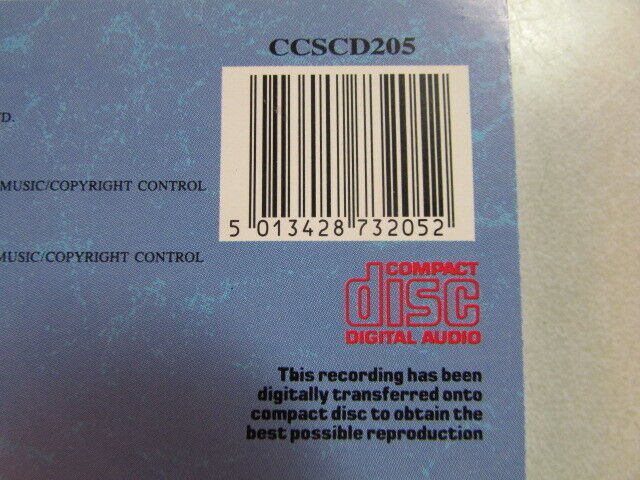 CCSCD205
TD.
MUSIC/COPYRIGHT CONTROL
5 013428 732052
MUSIC/COPYRIGHT CONTROL
COMPACT
disc
DIGITAL AUDIO
This recording has been
digitally transferred onto
compact disc to obtain the
best possible reproduction